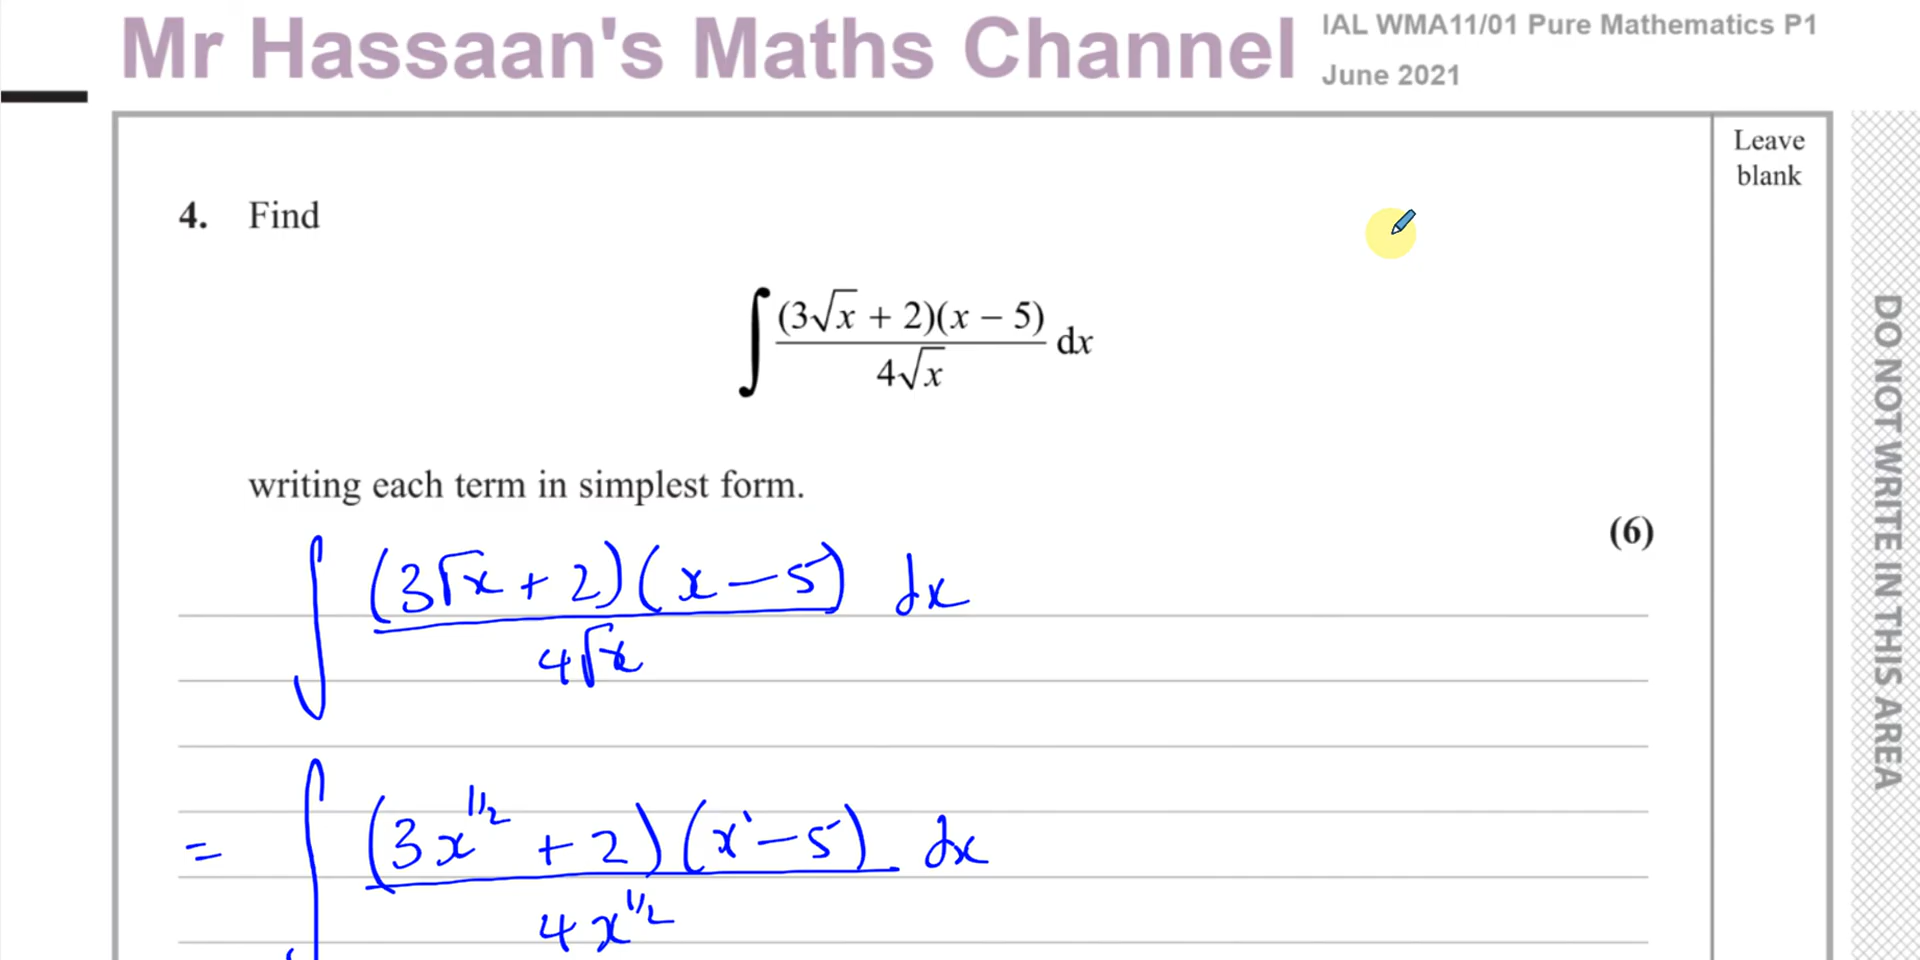 Mr Hassaan's Maths Channel
IAL WMA11/01 Pure Mathematics P1
June 2021
Leave
blank
4. Find
∫ (3√x + 2)(x − 5) / 4√x dx
writing each term in simplest form.
(6)
∫ (3√x + 2)(x − 5) / 4√x dx
= ∫ (3x^{1/2} + 2)(x^1 − 5) / 4x^{1/2} dx
DO NOT WRITE IN THIS AREA